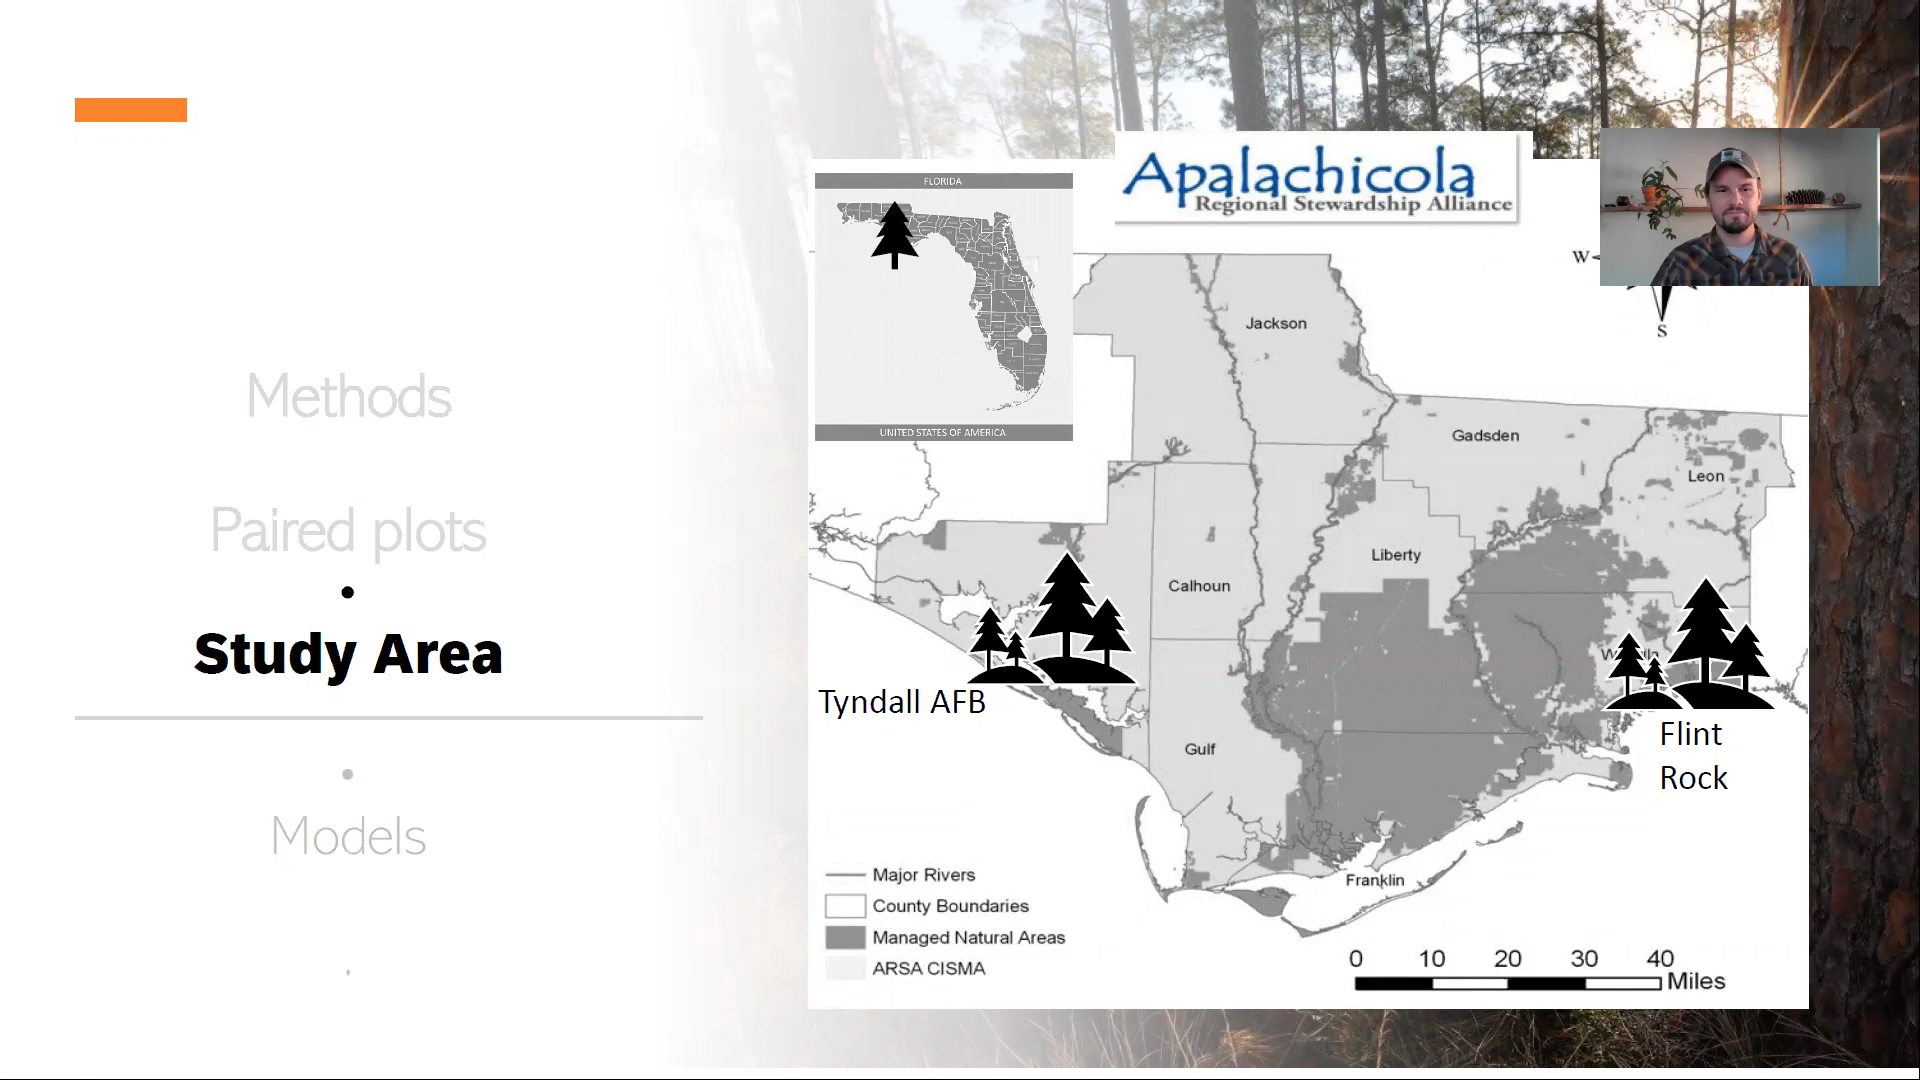 Methods
Paired plots
Study Area
Models
Apalachicola
Regional Stewardship Alliance
FLORIDA
UNITED STATES OF AMERICA
W
S
Jackson
Gadsden
Leon
Liberty
Calhoun
Tyndall AFB
Gulf
Flint
Rock
Franklin
Major Rivers
County Boundaries
Managed Natural Areas
ARSA CISMA
0 10 20 30 40
Miles